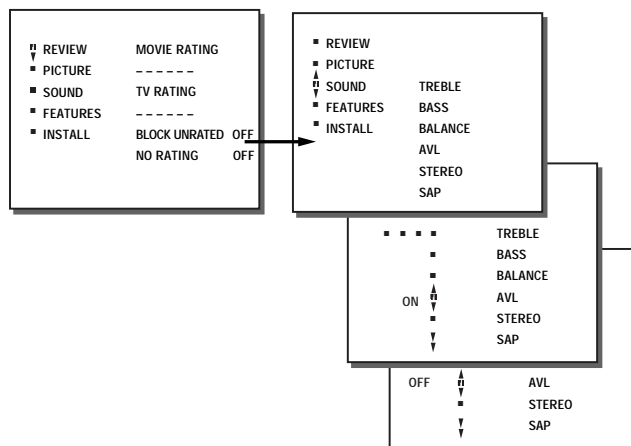 REVIEW MOVIE RATING
PICTURE ------
SOUND TV RATING
FEATURES ------
INSTALL BLOCK UNRATED OFF
NO RATING OFF
REVIEW
PICTURE
SOUND TREBLE
FEATURES BASS
INSTALL BALANCE
AVL
STEREO
SAP
TREBLE
BASS
BALANCE
ON AVL
STEREO
SAP
OFF AVL
STEREO
SAP